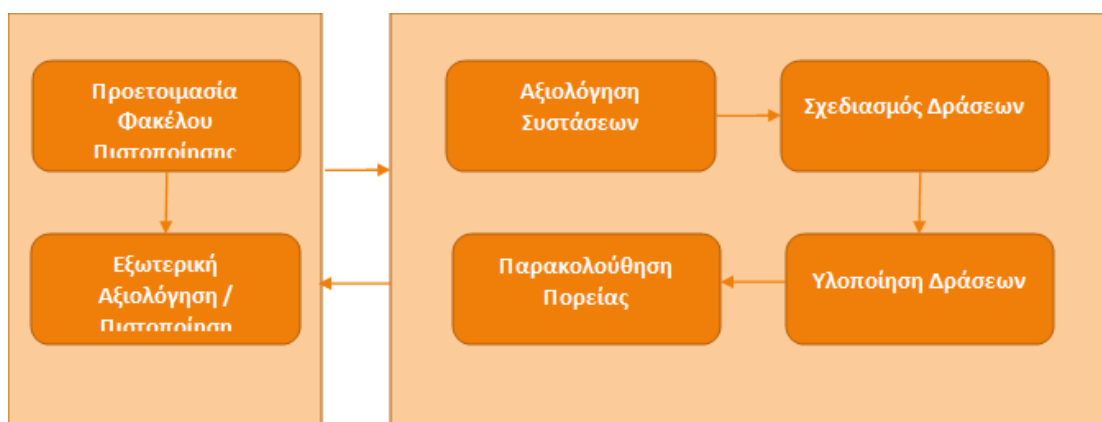 Προετοιμασία
Φακέλου
Πιστοποίησης
Εξωτερική
Αξιολόγηση /
Πιστοποίηση
Αξιολόγηση
Συστάσεων
Σχεδιασμός Δράσεων
Παρακολούθηση
Πορείας
Υλοποίηση Δράσεων